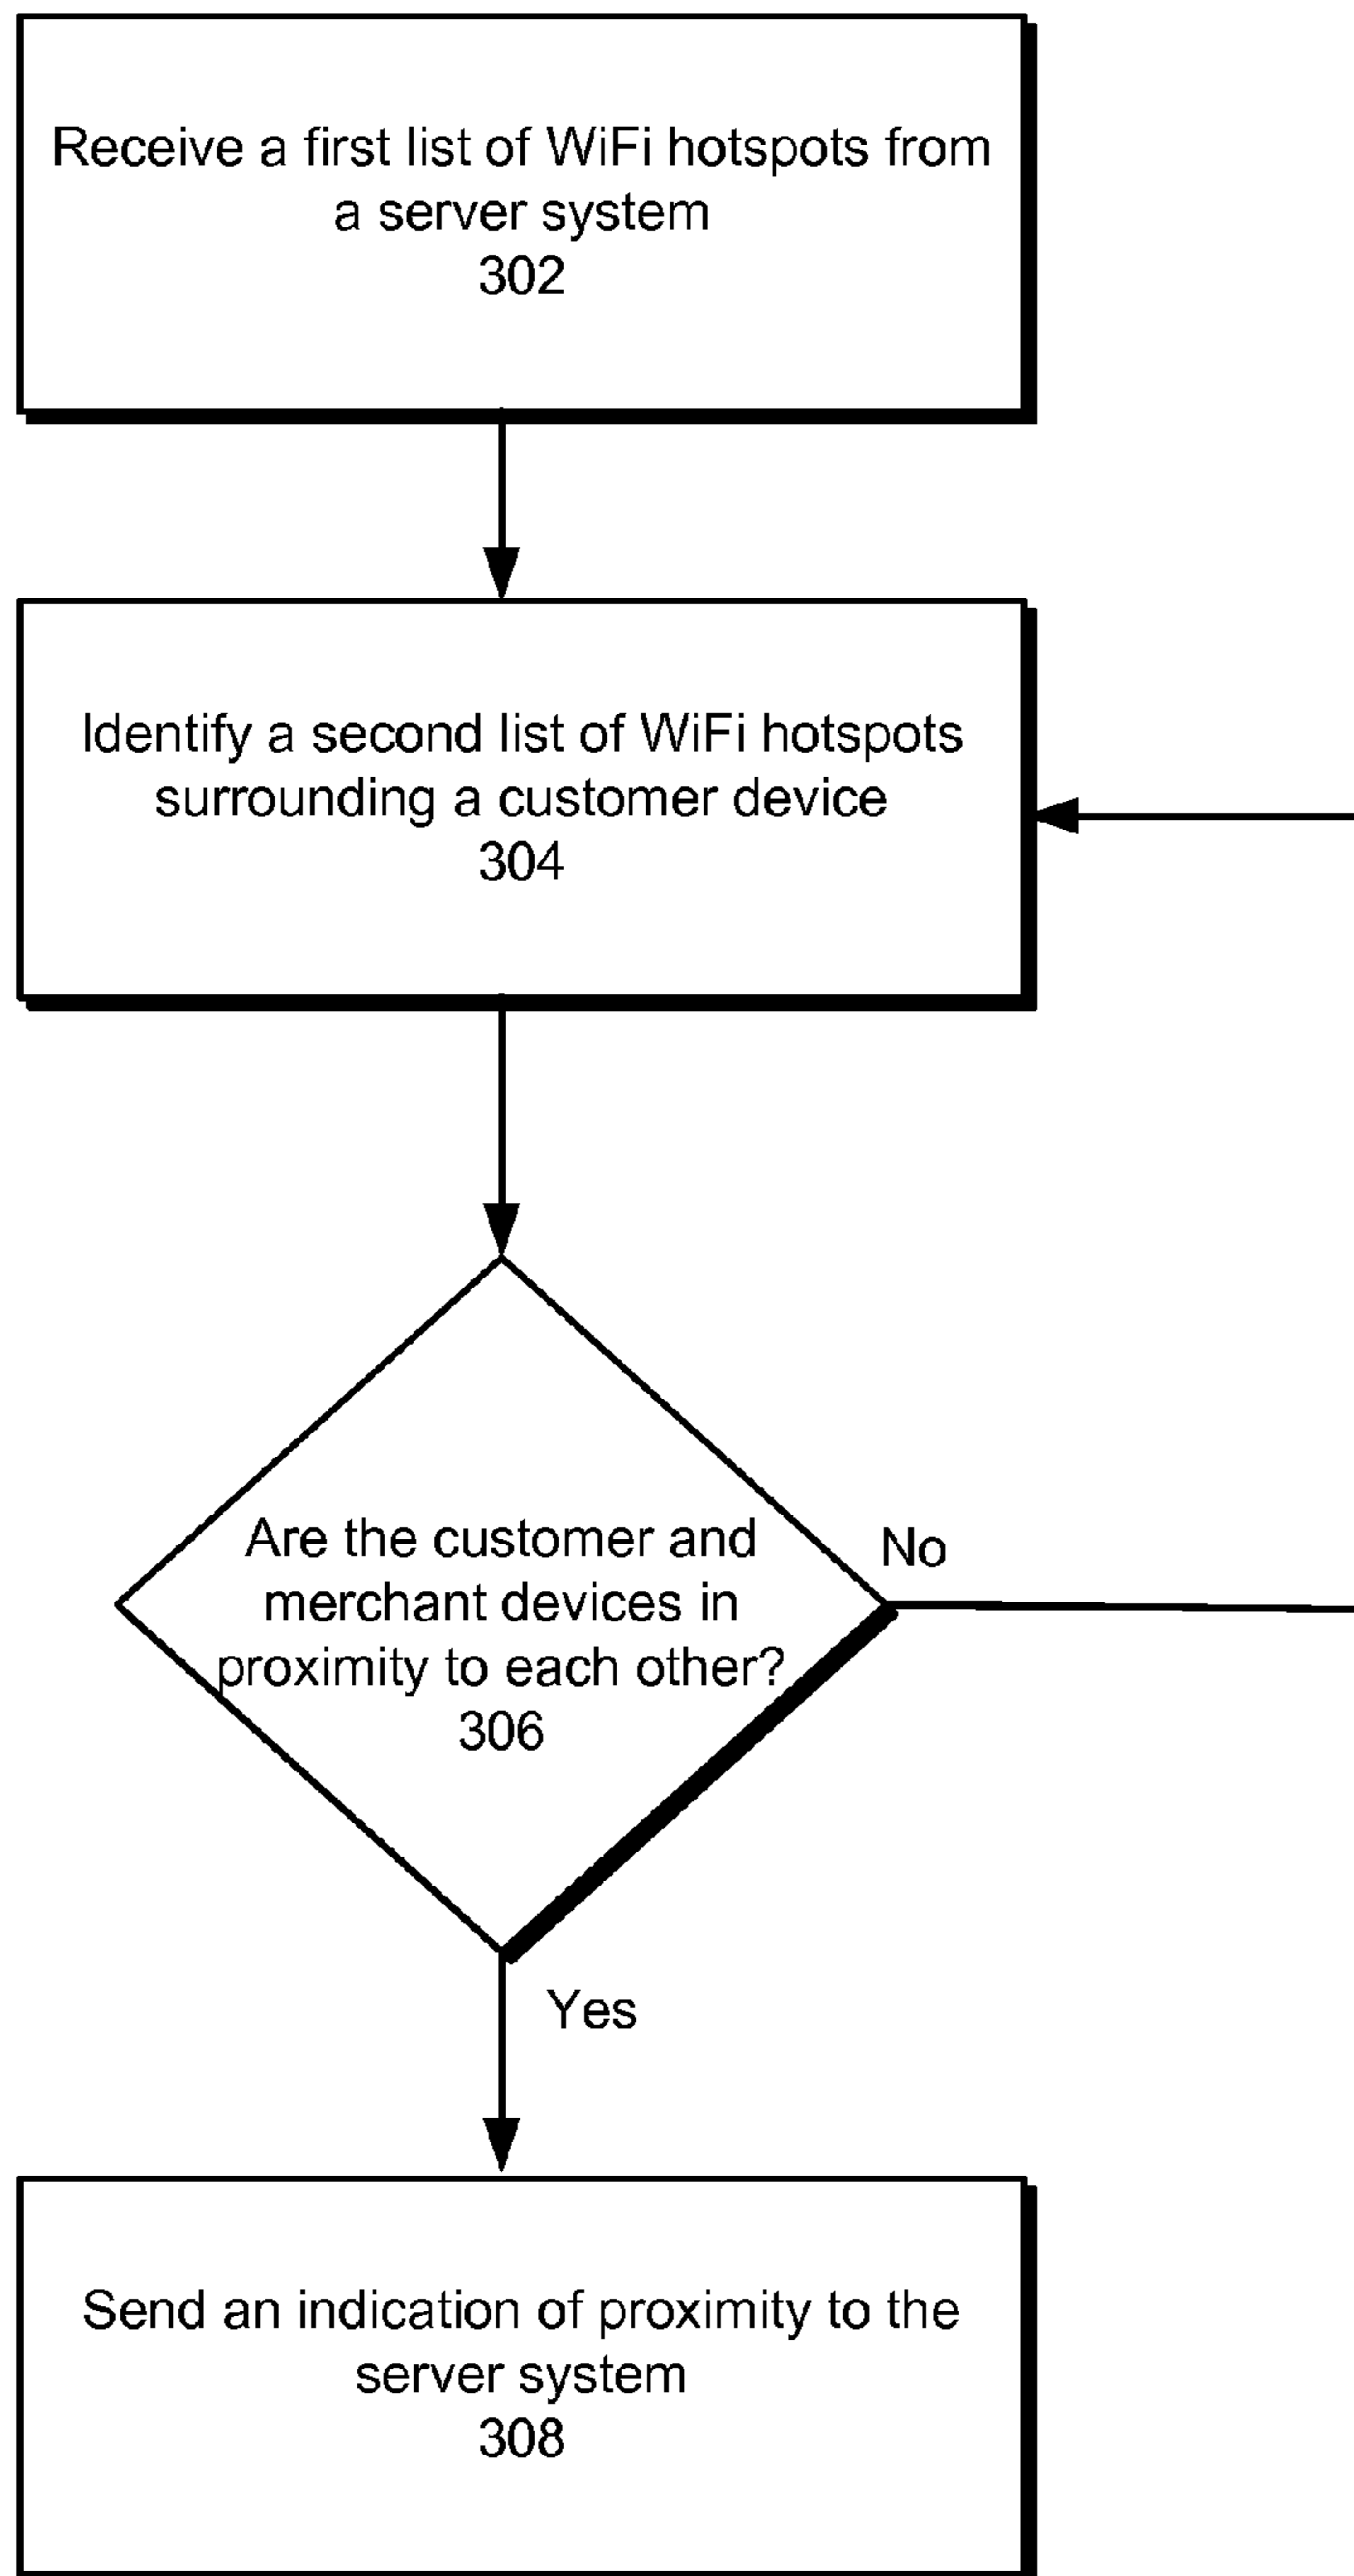 Receive a first list of WiFi hotspots from
a server system
302
Identify a second list of WiFi hotspots
surrounding a customer device
304
Are the customer and
merchant devices in
proximity to each other?
306
No
Yes
Send an indication of proximity to the
server system
308